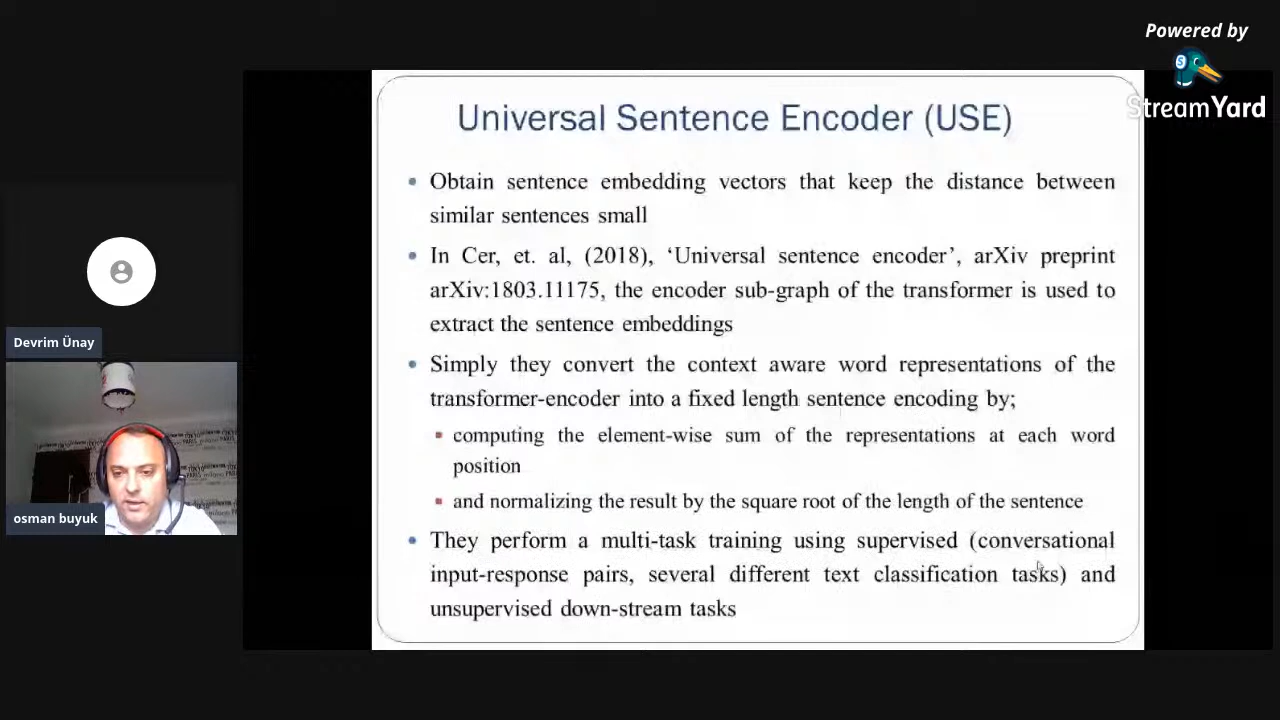 Powered by
StreamYard
Universal Sentence Encoder (USE)
• Obtain sentence embedding vectors that keep the distance between
similar sentences small
• In Cer, et. al, (2018), ‘Universal sentence encoder’, arXiv preprint
arXiv:1803.11175, the encoder sub-graph of the transformer is used to
extract the sentence embeddings
• Simply they convert the context aware word representations of the
transformer-encoder into a fixed length sentence encoding by;
▪ computing the element-wise sum of the representations at each word
position
▪ and normalizing the result by the square root of the length of the sentence
• They perform a multi-task training using supervised (conversational
input-response pairs, several different text classification tasks) and
unsupervised down-stream tasks
Devrim Ünay
osman buyuk